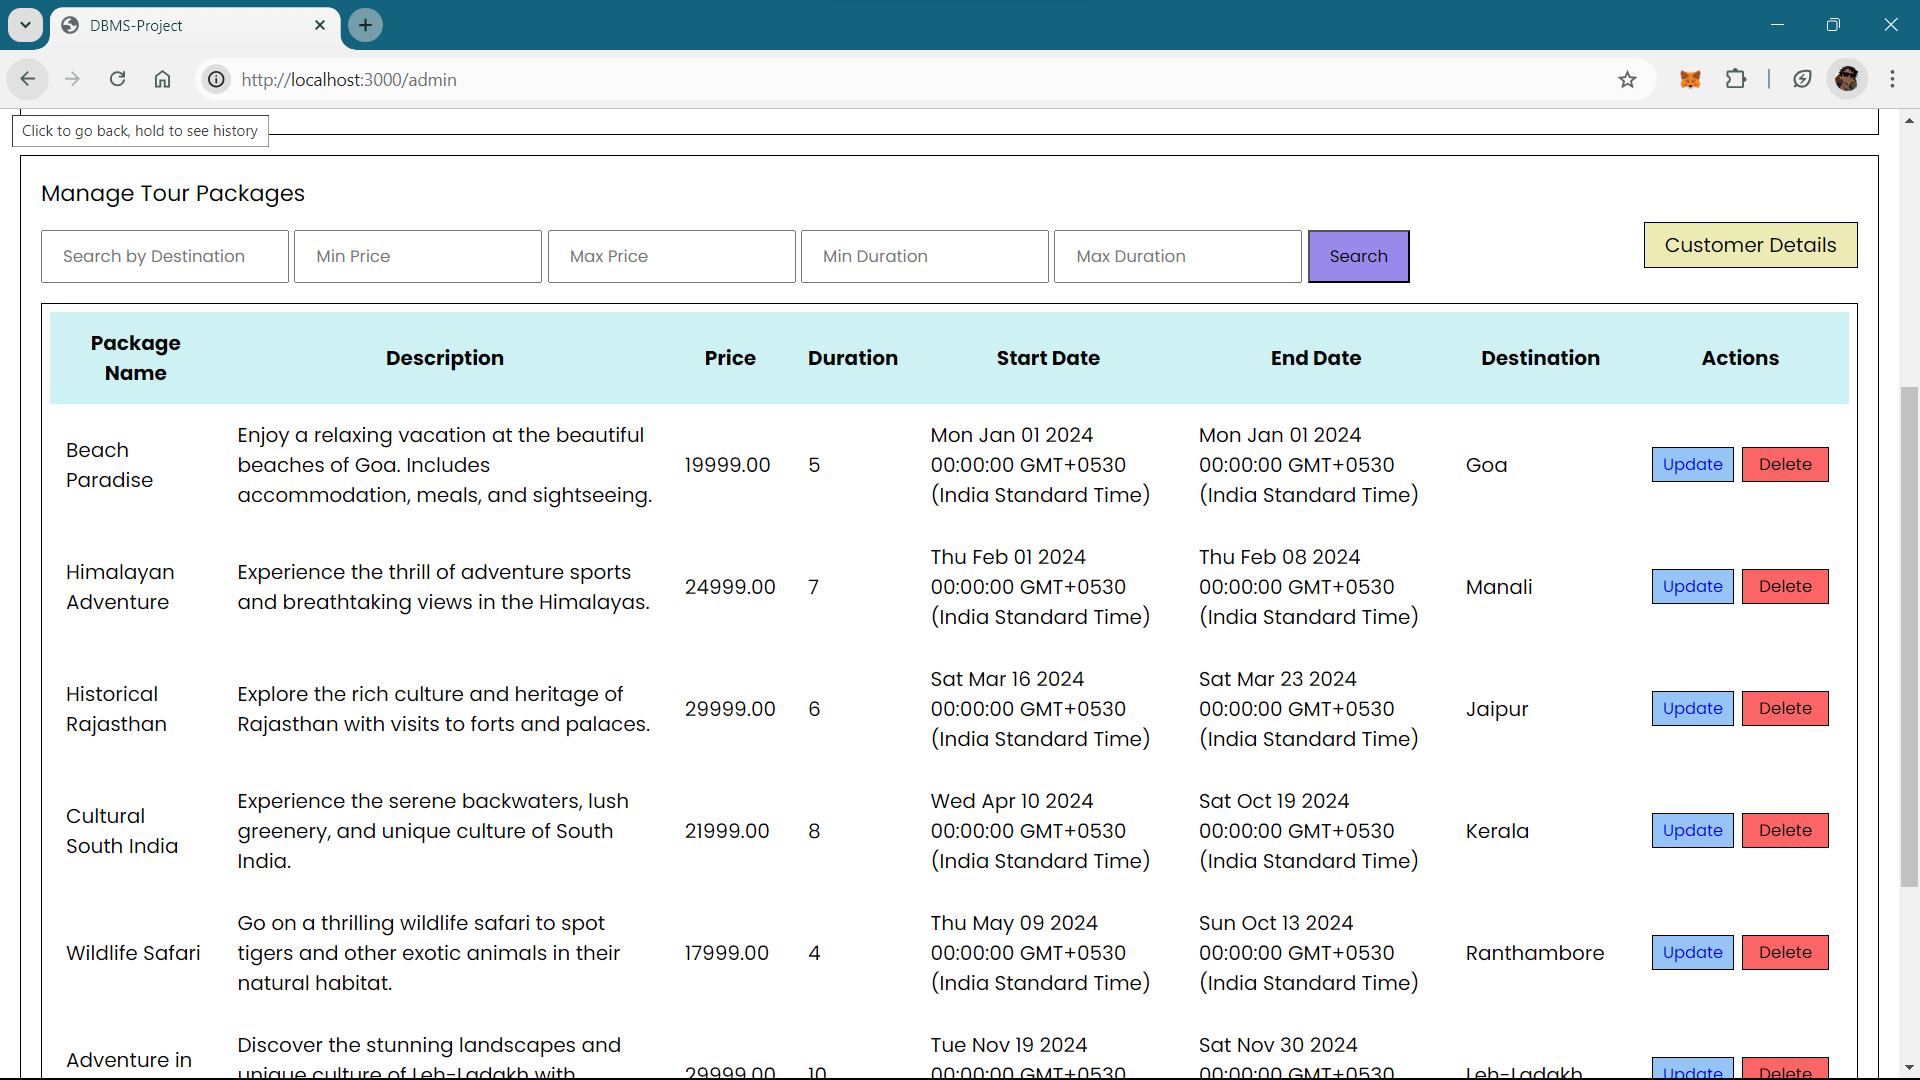 DBMS-Project
http://localhost:3000/admin
Click to go back, hold to see history
Manage Tour Packages
Search by Destination Min Price Max Price Min Duration Max Duration Search Customer Details
Package Name Description Price Duration Start Date End Date Destination Actions
Beach
Paradise
Enjoy a relaxing vacation at the beautiful
beaches of Goa. Includes
accommodation, meals, and sightseeing.
19999.00
5
Mon Jan 01 2024
00:00:00 GMT+0530
(India Standard Time)
Mon Jan 01 2024
00:00:00 GMT+0530
(India Standard Time)
Goa
Update Delete
Himalayan
Adventure
Experience the thrill of adventure sports
and breathtaking views in the Himalayas.
24999.00
7
Thu Feb 01 2024
00:00:00 GMT+0530
(India Standard Time)
Thu Feb 08 2024
00:00:00 GMT+0530
(India Standard Time)
Manali
Update Delete
Historical
Rajasthan
Explore the rich culture and heritage of
Rajasthan with visits to forts and palaces.
29999.00
6
Sat Mar 16 2024
00:00:00 GMT+0530
(India Standard Time)
Sat Mar 23 2024
00:00:00 GMT+0530
(India Standard Time)
Jaipur
Update Delete
Cultural
South India
Experience the serene backwaters, lush
greenery, and unique culture of South
India.
21999.00
8
Wed Apr 10 2024
00:00:00 GMT+0530
(India Standard Time)
Sat Oct 19 2024
00:00:00 GMT+0530
(India Standard Time)
Kerala
Update Delete
Wildlife Safari
Go on a thrilling wildlife safari to spot
tigers and other exotic animals in their
natural habitat.
17999.00
4
Thu May 09 2024
00:00:00 GMT+0530
(India Standard Time)
Sun Oct 13 2024
00:00:00 GMT+0530
(India Standard Time)
Ranthambore
Update Delete
Adventure in
Discover the stunning landscapes and
unique culture of Leh-Ladakh with
29999.00
10
Tue Nov 19 2024
00:00:00 GMT+0530
Sat Nov 30 2024
00:00:00 GMT+0530
Leh-Ladakh
Update Delete